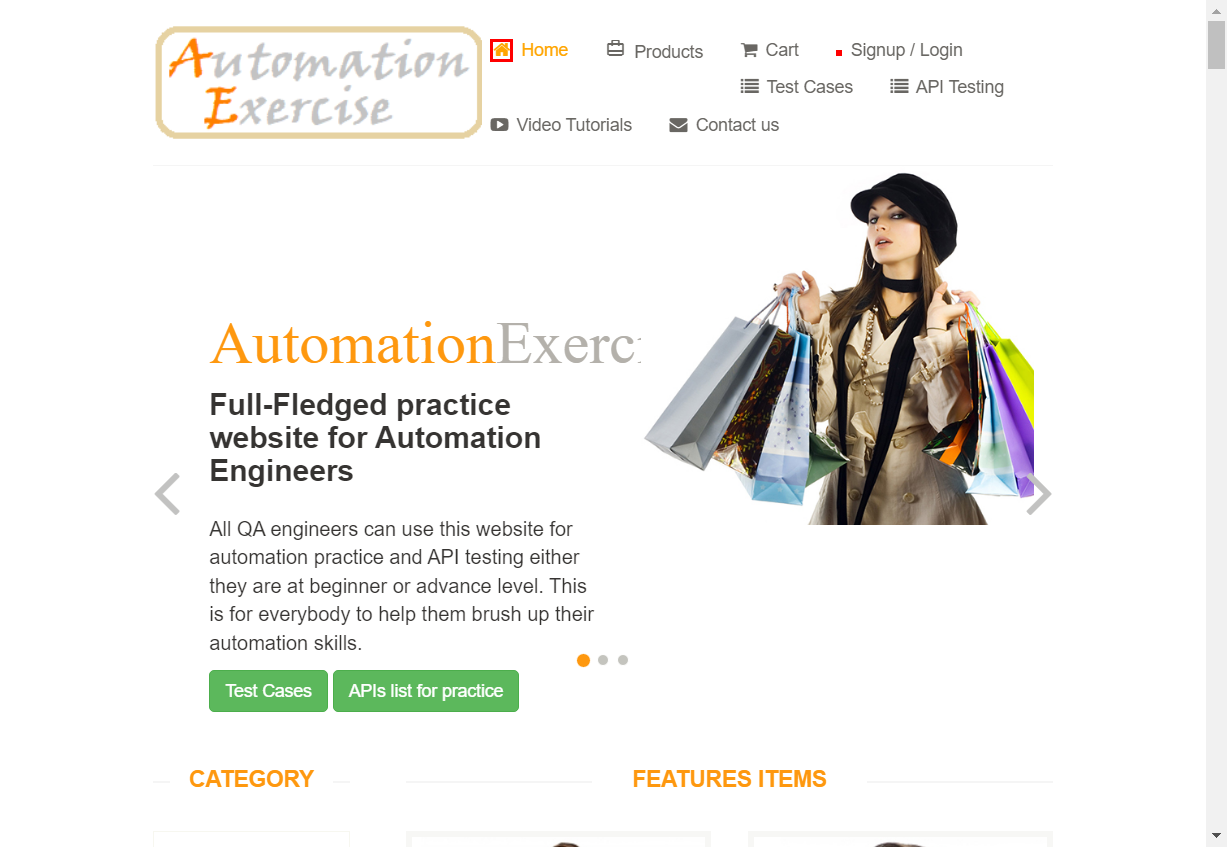 Automation
Exercise
Home
Products
Cart
Signup / Login
Test Cases
API Testing
Video Tutorials
Contact us
AutomationExerci
Full-Fledged practice
website for Automation
Engineers
All QA engineers can use this website for
automation practice and API testing either
they are at beginner or advance level. This
is for everybody to help them brush up their
automation skills.
Test Cases
APIs list for practice
CATEGORY
FEATURES ITEMS